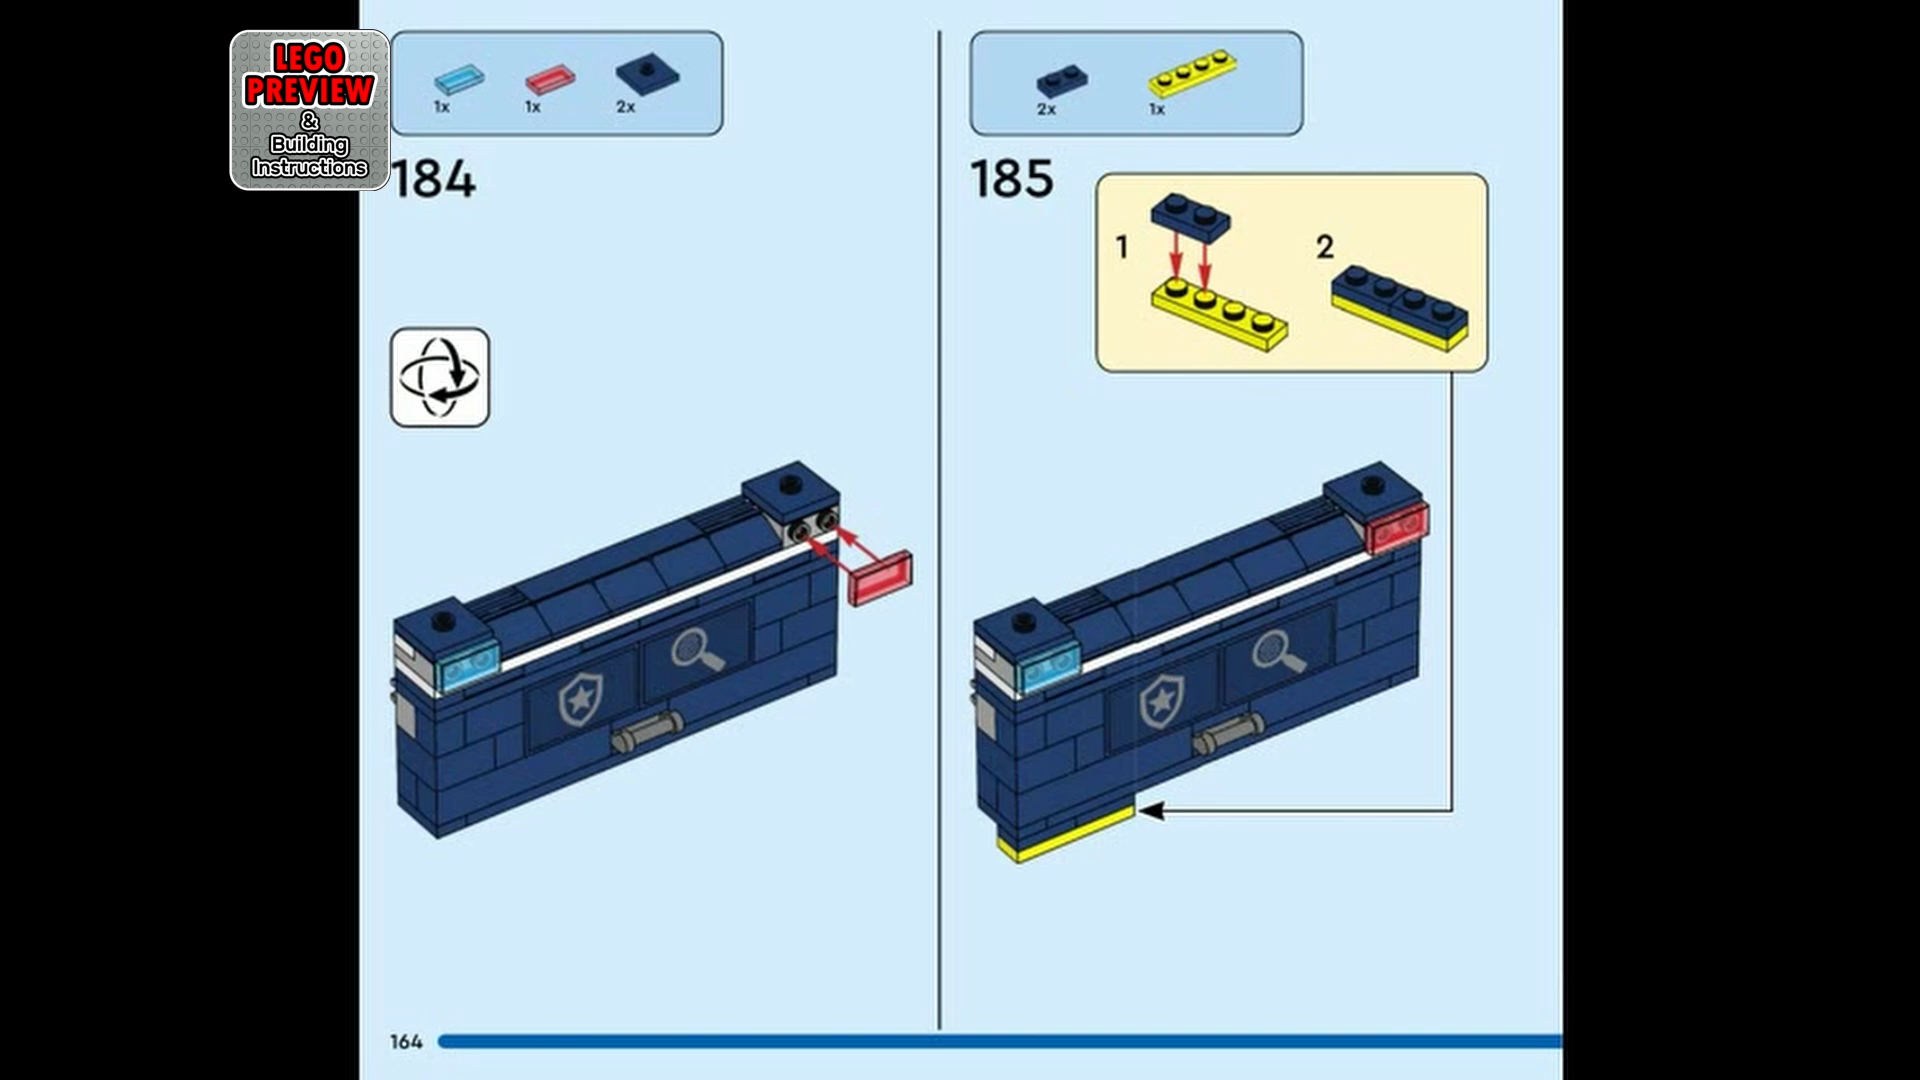 LEGO
PREVIEW
&
Building
Instructions
1x
1x
2x
184
2x
1x
185
1
2
164